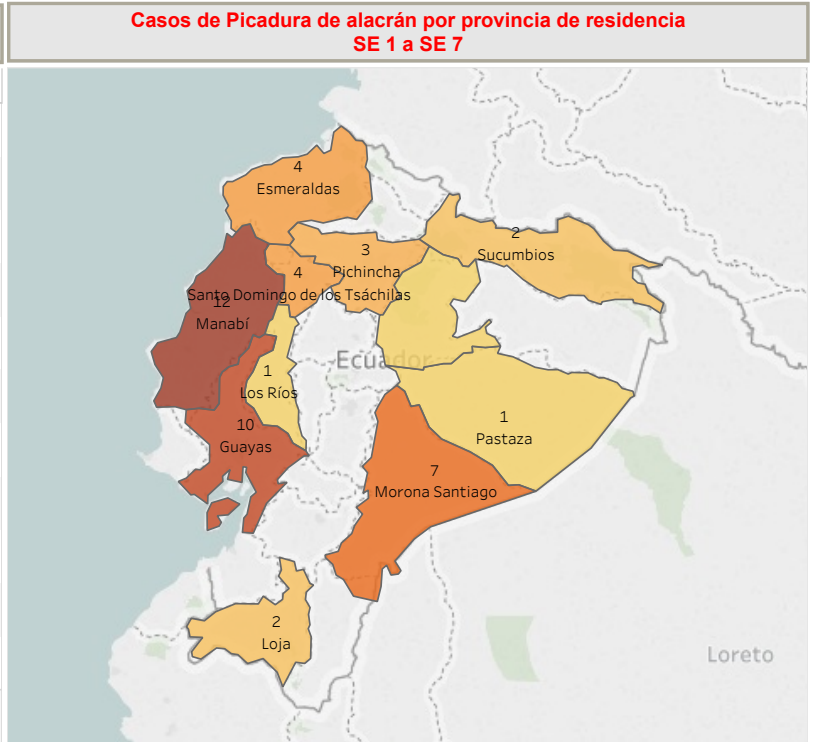 Casos de Picadura de alacrán por provincia de residencia
SE 1 a SE 7
4
Esmeraldas
2
Sucumbios
3
Pichincha
4
Santo Domingo de los Tsáchilas
12
Manabí
Ecuador
1
Los Ríos
1
Pastaza
10
Guayas
7
Morona Santiago
2
Loja
Loreto